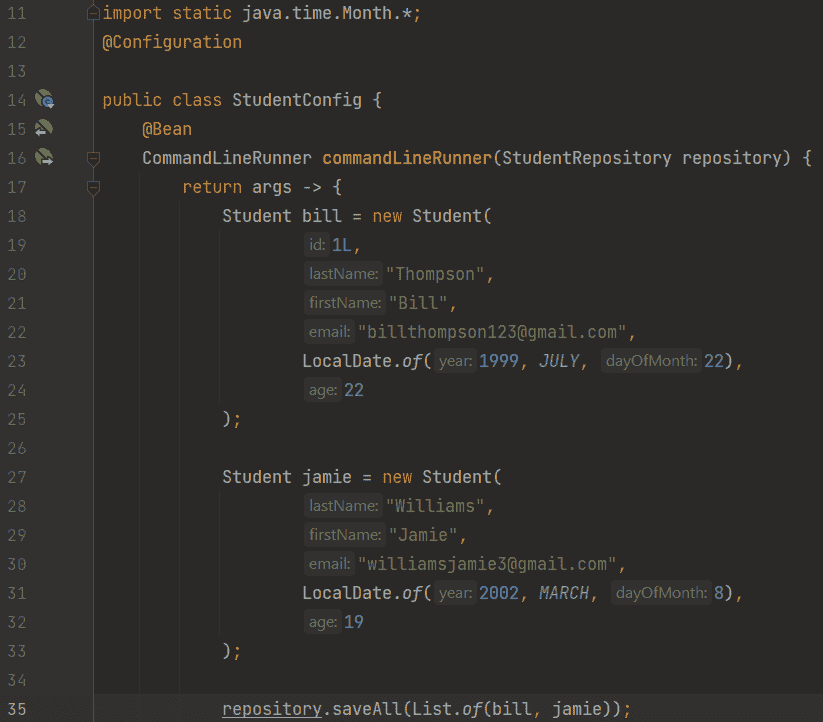 11 import static java.time.Month.*;
12 @Configuration
13
14 public class StudentConfig {
15 @Bean
16 CommandLineRunner commandLineRunner(StudentRepository repository) {
17 return args -> {
18 Student bill = new Student(
19 id: 1L,
20 lastName: "Thompson",
21 firstName: "Bill",
22 email: "billthompson123@gmail.com",
23 LocalDate.of( year: 1999, JULY, dayOfMonth: 22),
24 age: 22
25 );
26
27 Student jamie = new Student(
28 lastName: "Williams",
29 firstName: "Jamie",
30 email: "williamsjamie3@gmail.com",
31 LocalDate.of( year: 2002, MARCH, dayOfMonth: 8),
32 age: 19
33 );
34
35 repository.saveAll(List.of(bill, jamie));